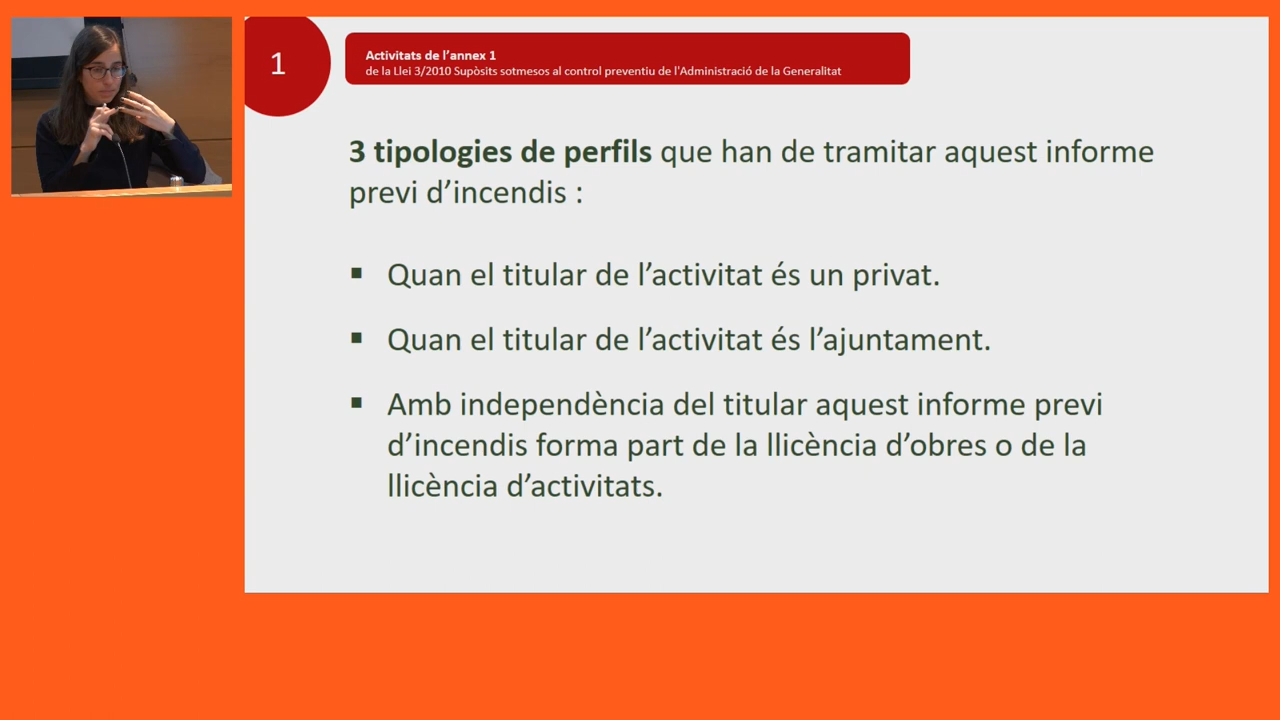 1
Activitats de l'annex 1
de la Llei 3/2010 Supòsits sotmesos al control preventiu de l'Administració de la Generalitat
3 tipologies de perfils que han de tramitar aquest informe
previ d'incendis :
▪ Quan el titular de l'activitat és un privat.
▪ Quan el titular de l'activitat és l'ajuntament.
▪ Amb independència del titular aquest informe previ
d'incendis forma part de la llicència d'obres o de la
llicència d'activitats.